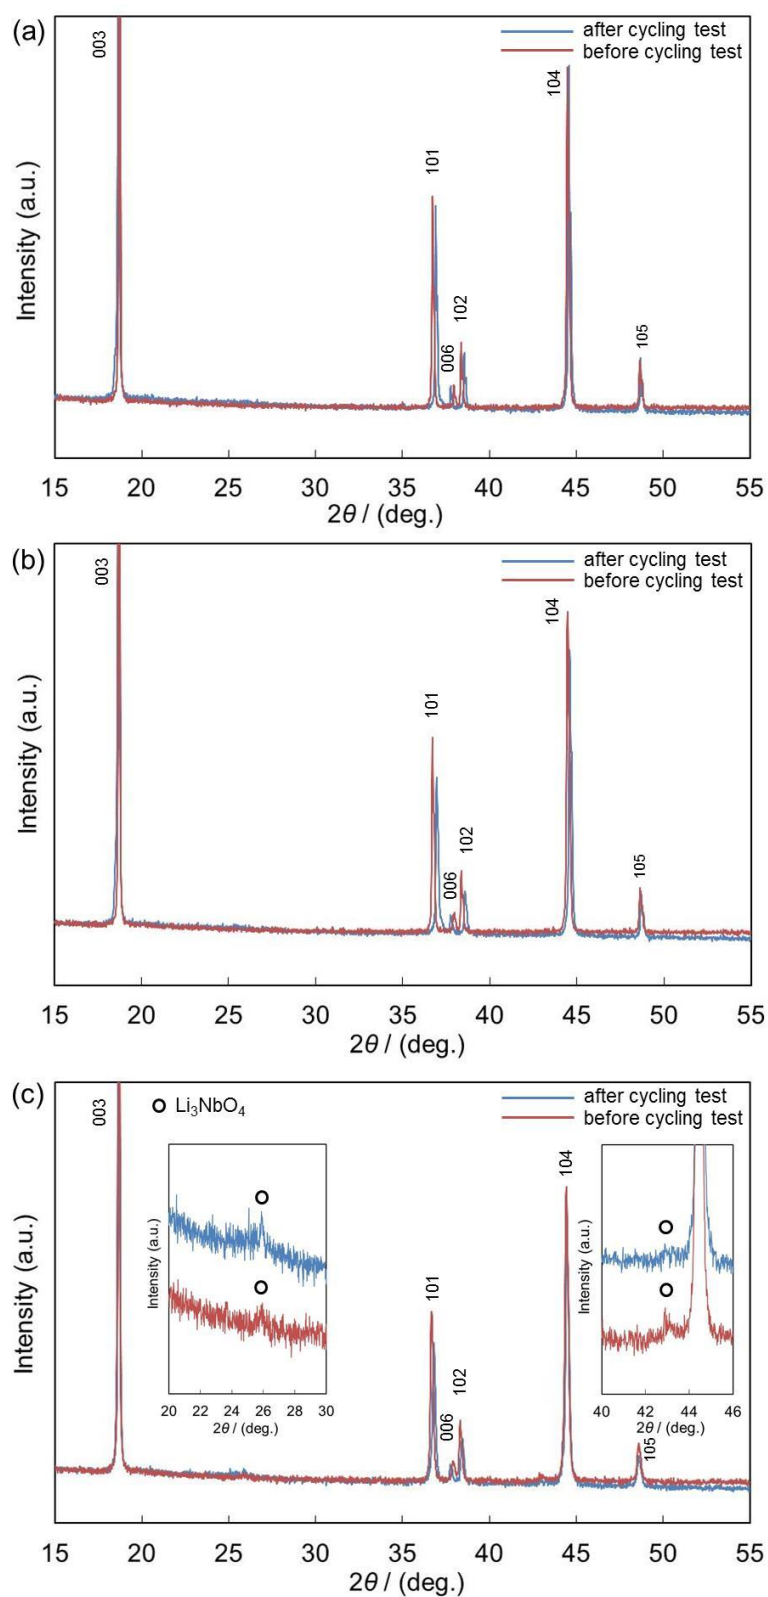 (a)
after cycling test
before cycling test
003
101
006
102
104
105
Intensity (a.u.)
15 20 25 30 35 40 45 50 55
2θ / (deg.)
(b)
after cycling test
before cycling test
003
101
006
102
104
105
Intensity (a.u.)
15 20 25 30 35 40 45 50 55
2θ / (deg.)
(c)
Li₃NbO₄
after cycling test
before cycling test
003
101
006
102
104
105
Intensity (a.u.)
Intensity (a.u.)
20 22 24 26 28 30
2θ / (deg.)
Intensity (a.u.)
40 42 44 46
2θ / (deg.)
15 20 25 30 35 40 45 50 55
2θ / (deg.)